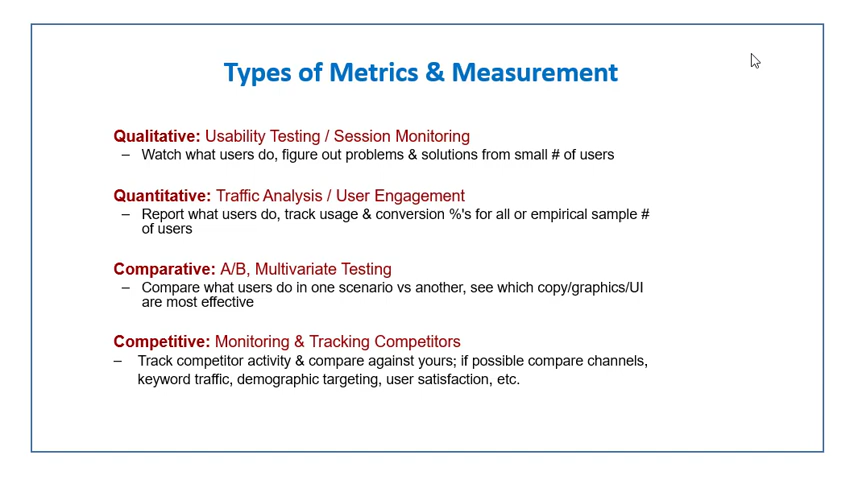 Types of Metrics & Measurement
Qualitative: Usability Testing / Session Monitoring
– Watch what users do, figure out problems & solutions from small # of users
Quantitative: Traffic Analysis / User Engagement
– Report what users do, track usage & conversion %'s for all or empirical sample #
of users
Comparative: A/B, Multivariate Testing
– Compare what users do in one scenario vs another, see which copy/graphics/UI
are most effective
Competitive: Monitoring & Tracking Competitors
– Track competitor activity & compare against yours; if possible compare channels,
keyword traffic, demographic targeting, user satisfaction, etc.